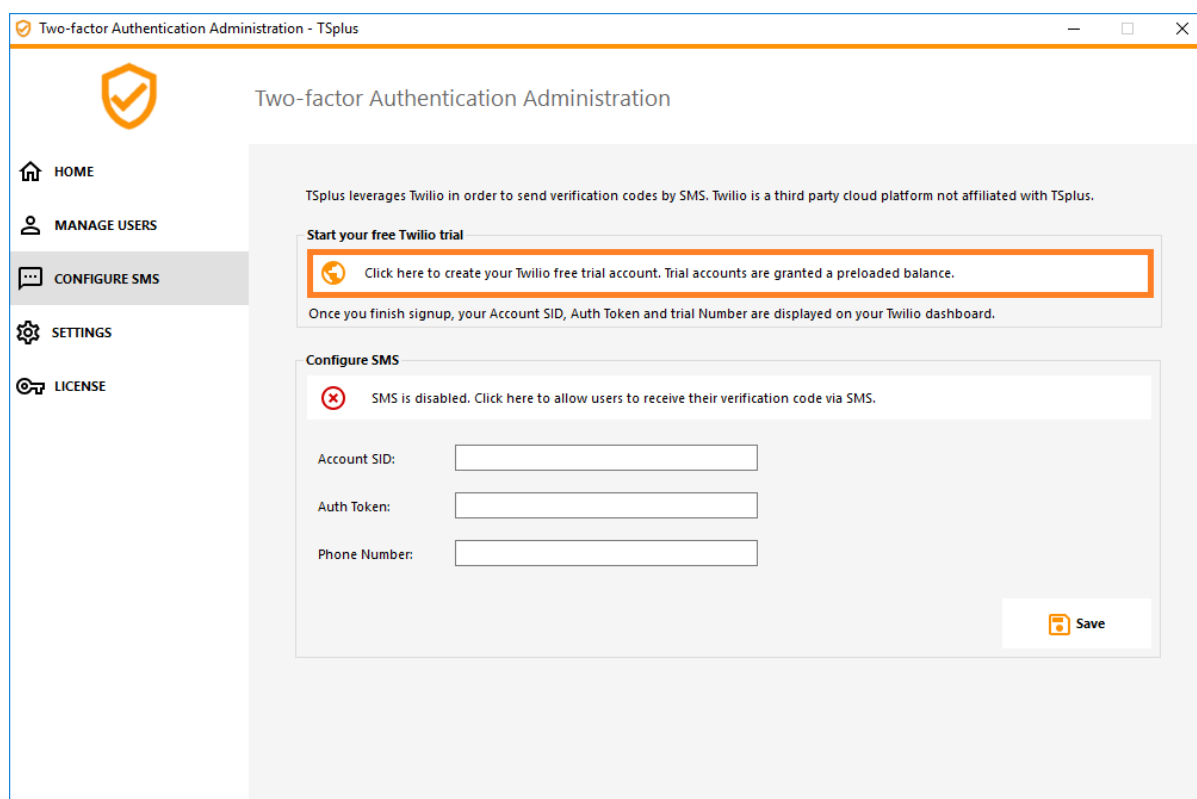 Two-factor Authentication Administration - TSplus
Two-factor Authentication Administration
HOME
MANAGE USERS
CONFIGURE SMS
SETTINGS
LICENSE
TSplus leverages Twilio in order to send verification codes by SMS. Twilio is a third party cloud platform not affiliated with TSplus.
Start your free Twilio trial
Click here to create your Twilio free trial account. Trial accounts are granted a preloaded balance.
Once you finish signup, your Account SID, Auth Token and trial Number are displayed on your Twilio dashboard.
Configure SMS
SMS is disabled. Click here to allow users to receive their verification code via SMS.
Account SID:
Auth Token:
Phone Number:
Save